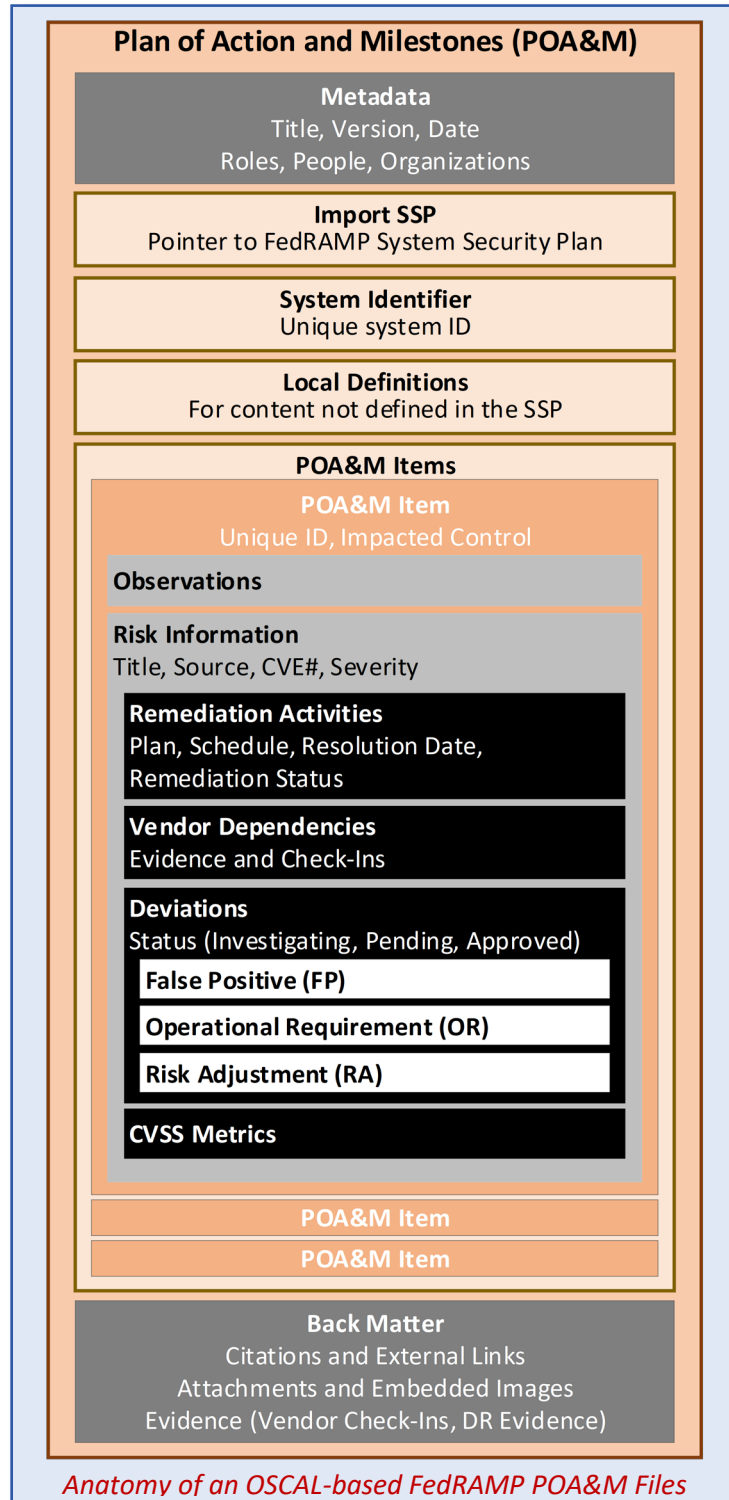 Plan of Action and Milestones (POA&M)
Metadata
Title, Version, Date
Roles, People, Organizations
Import SSP
Pointer to FedRAMP System Security Plan
System Identifier
Unique system ID
Local Definitions
For content not defined in the SSP
POA&M Items
POA&M Item
Unique ID, Impacted Control
Observations
Risk Information
Title, Source, CVE#, Severity
Remediation Activities
Plan, Schedule, Resolution Date,
Remediation Status
Vendor Dependencies
Evidence and Check-Ins
Deviations
Status (Investigating, Pending, Approved)
False Positive (FP)
Operational Requirement (OR)
Risk Adjustment (RA)
CVSS Metrics
POA&M Item
POA&M Item
Back Matter
Citations and External Links
Attachments and Embedded Images
Evidence (Vendor Check-Ins, DR Evidence)
Anatomy of an OSCAL-based FedRAMP POA&M Files